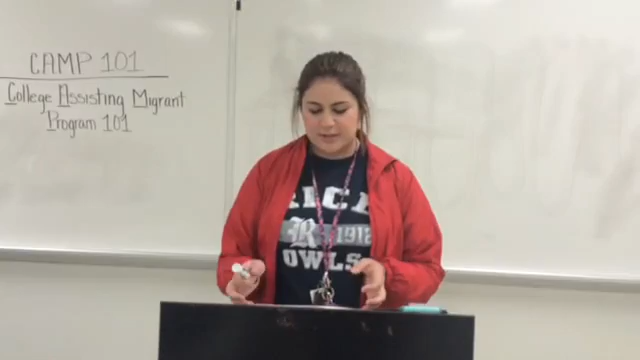 CAMP 101
College Assisting Migrant
Program 101
RICE
R 1912
OWLS